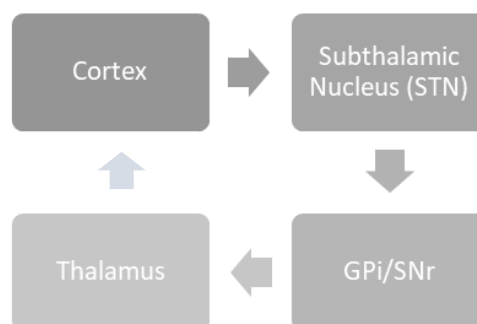 Cortex
Subthalamic
Nucleus (STN)
Thalamus
GPi/SNr